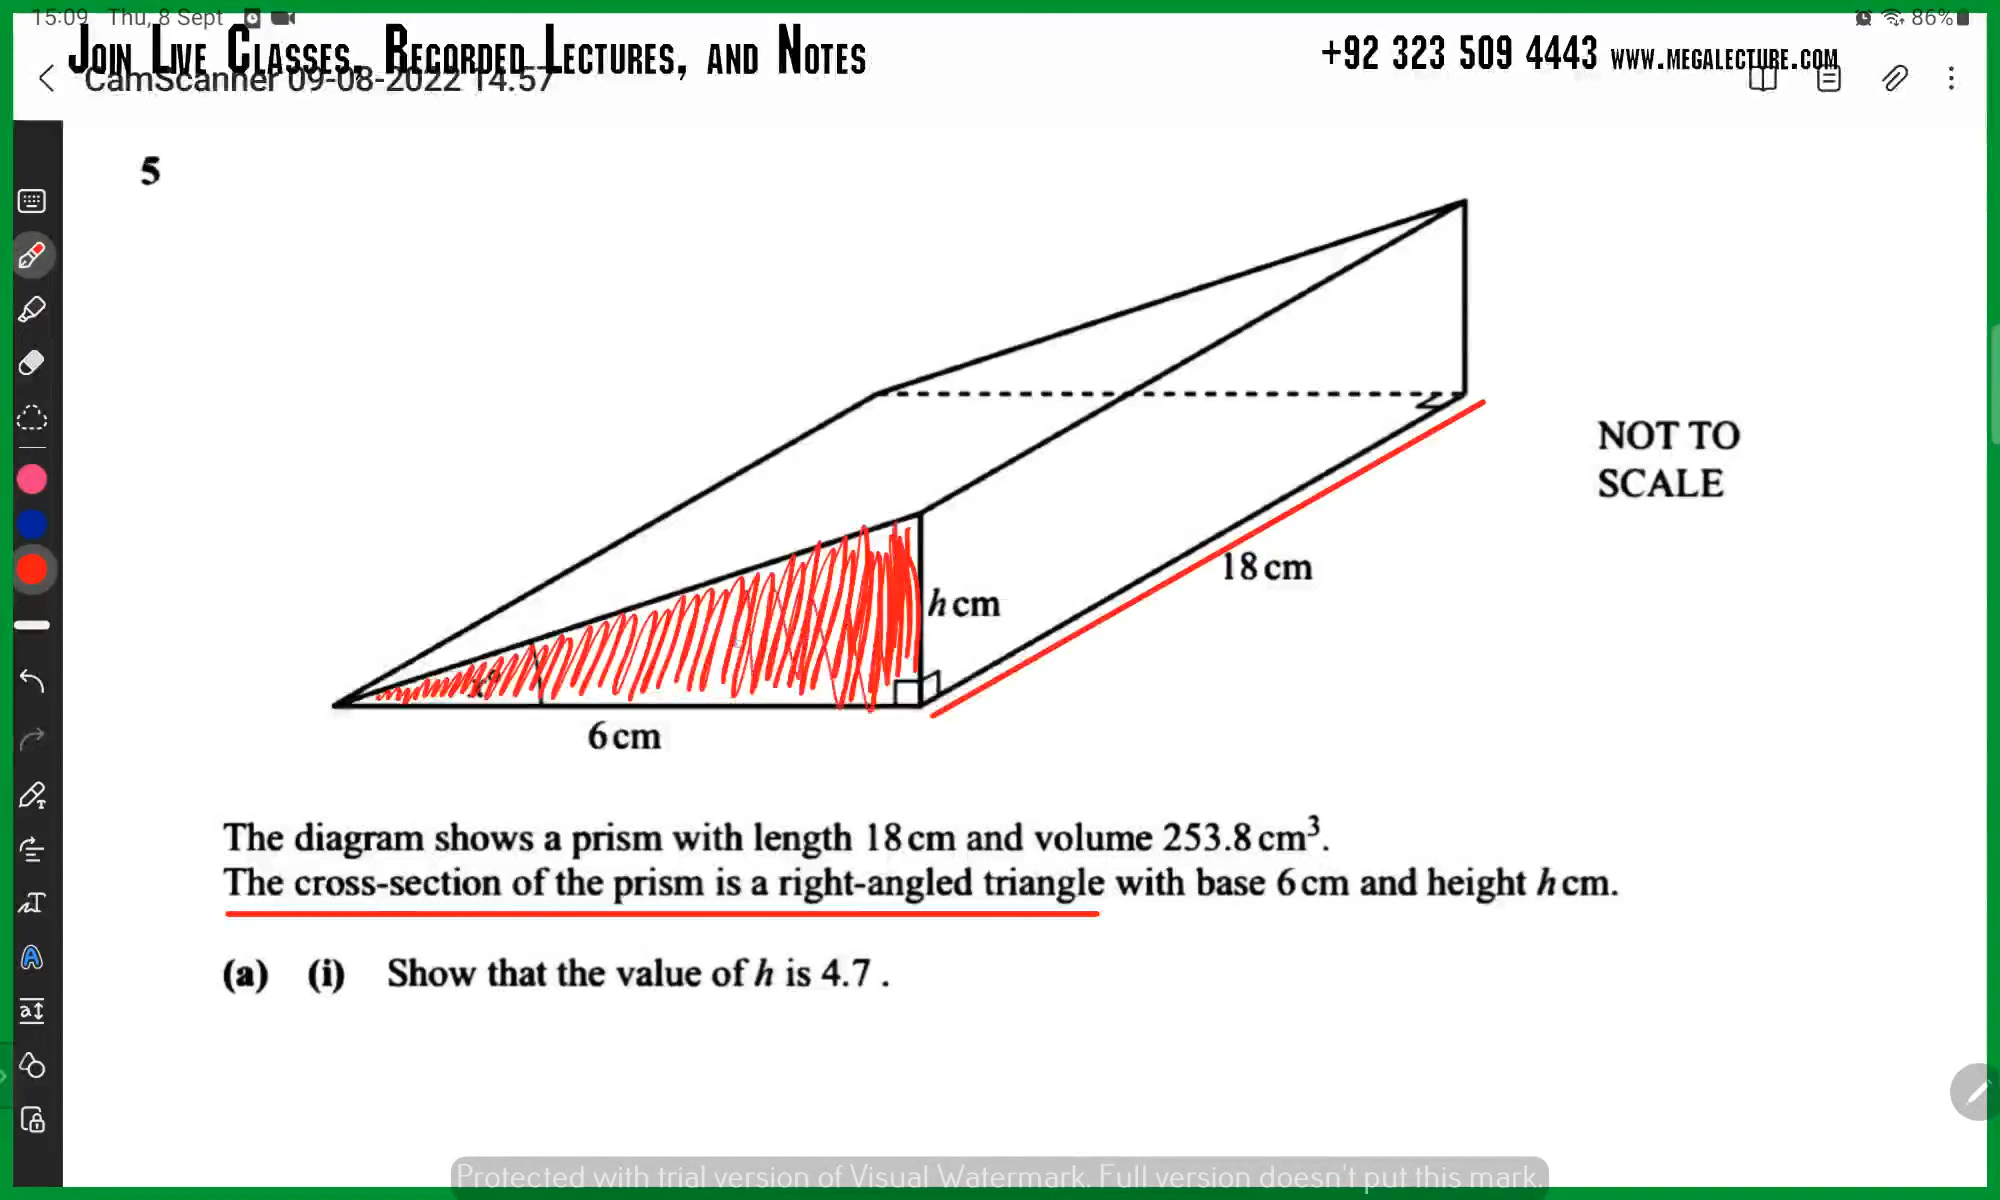 15:09 Thu, 8 Sept
86%
Join Live Classes, Recorded Lectures, and Notes
+92 323 509 4443 www.megalecture.com
CamScanner 09-08-2022 14.57
5
NOT TO
SCALE
18 cm
h cm
6 cm
The diagram shows a prism with length 18 cm and volume 253.8 cm³.
The cross-section of the prism is a right-angled triangle with base 6 cm and height h cm.
(a) (i) Show that the value of h is 4.7 .
Protected with trial version of Visual Watermark. Full version doesn't put this mark.